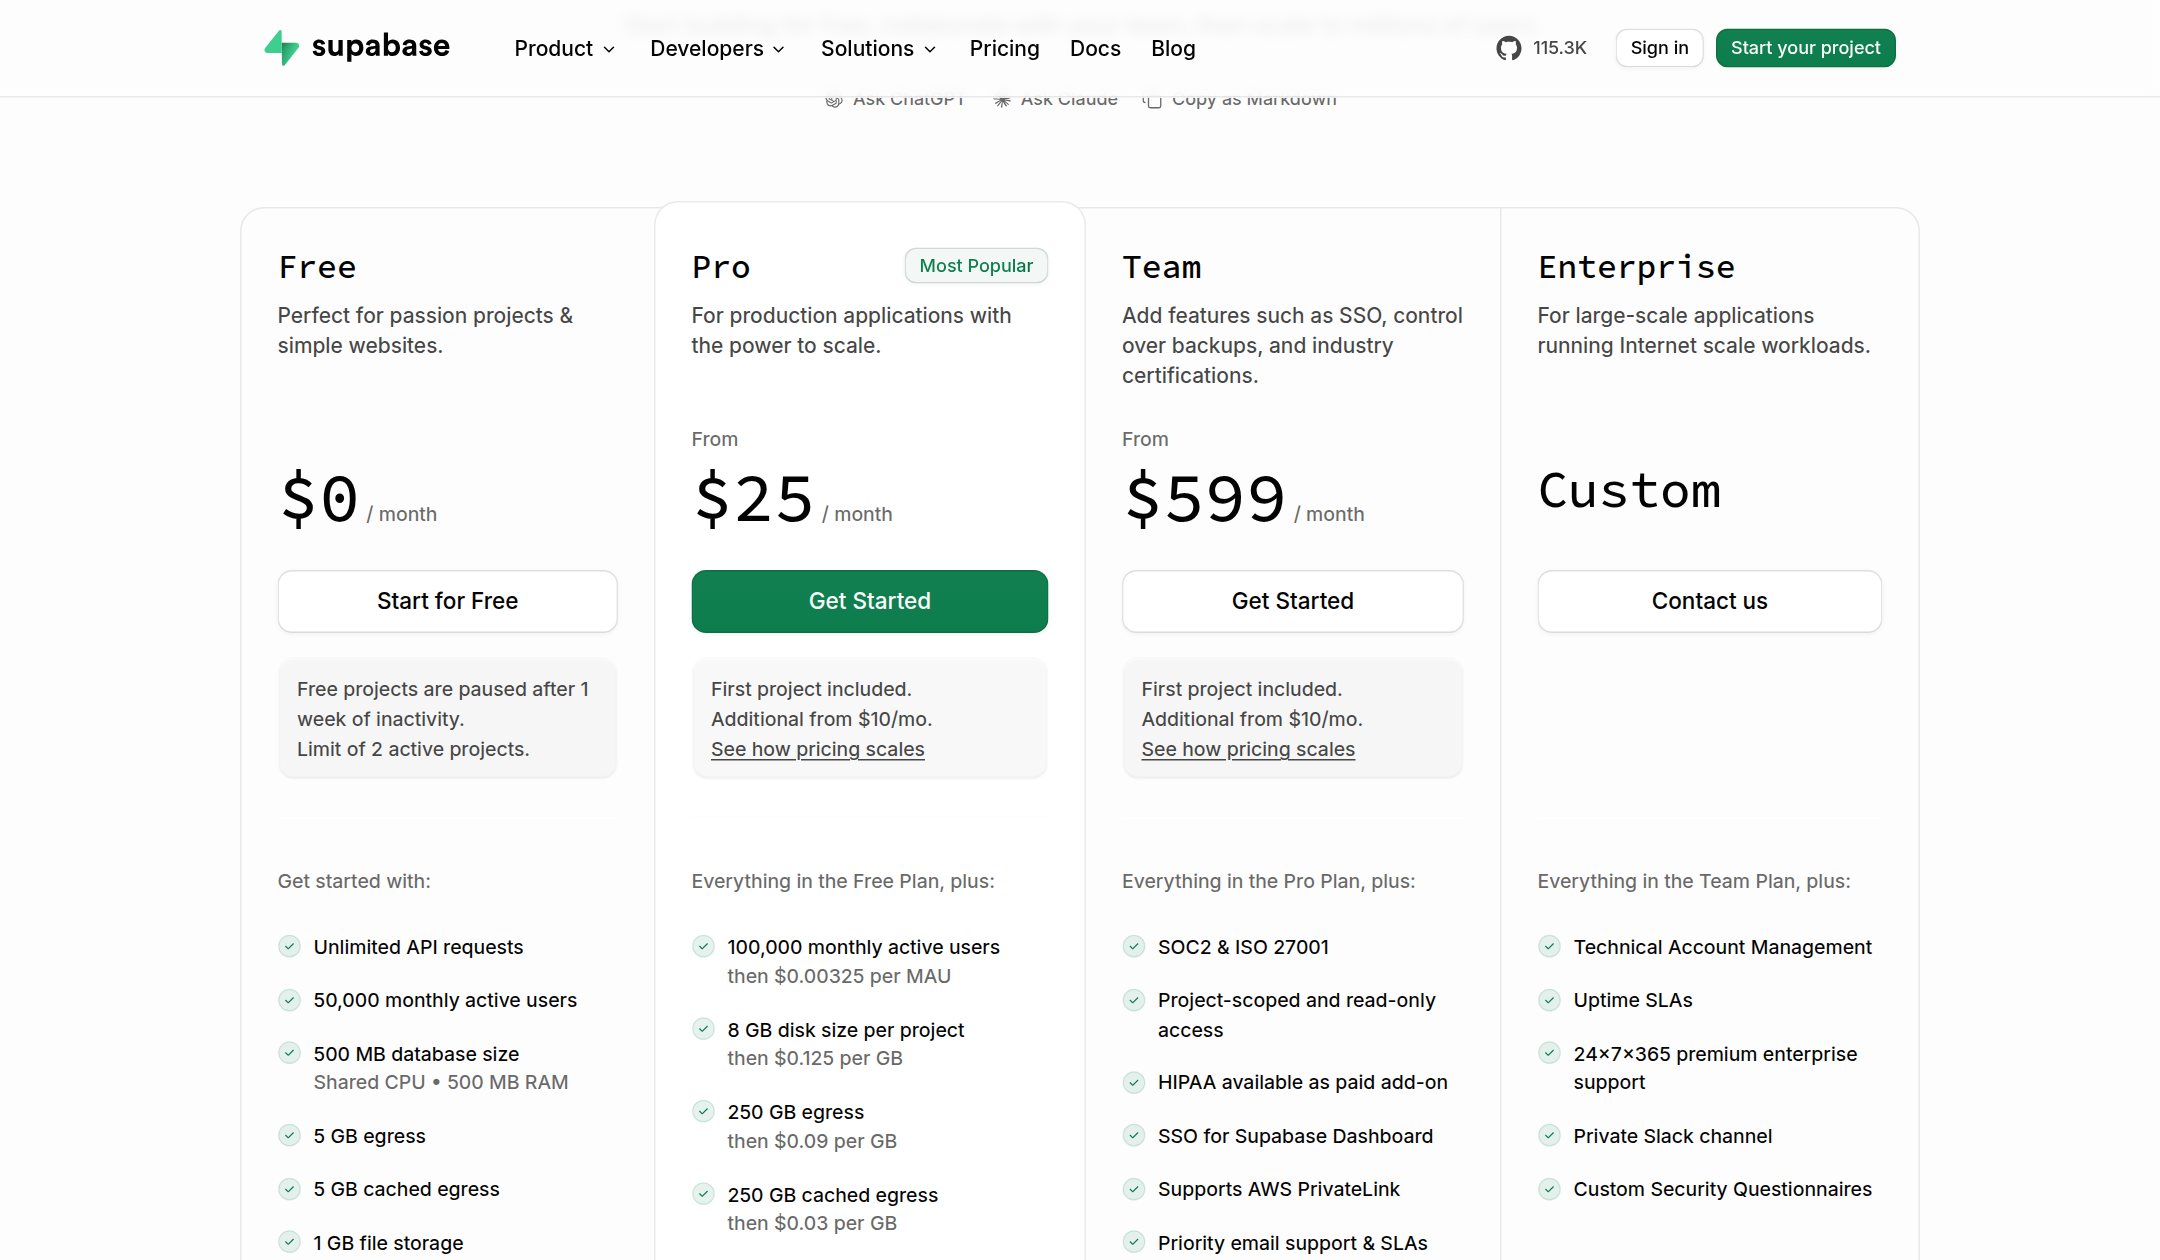 supabase
Product
Developers
Solutions
Pricing
Docs
Blog
115.3K
Sign in
Start your project
Ask ChatGPT
Ask Claude
Copy as Markdown
Free
Perfect for passion projects &
simple websites.
$0 / month
Start for Free
Free projects are paused after 1
week of inactivity.
Limit of 2 active projects.
Get started with:
Unlimited API requests
50,000 monthly active users
500 MB database size
Shared CPU • 500 MB RAM
5 GB egress
5 GB cached egress
1 GB file storage
Pro
Most Popular
For production applications with
the power to scale.
From
$25 / month
Get Started
First project included.
Additional from $10/mo.
See how pricing scales
Everything in the Free Plan, plus:
100,000 monthly active users
then $0.00325 per MAU
8 GB disk size per project
then $0.125 per GB
250 GB egress
then $0.09 per GB
250 GB cached egress
then $0.03 per GB
Team
Add features such as SSO, control
over backups, and industry
certifications.
From
$599 / month
Get Started
First project included.
Additional from $10/mo.
See how pricing scales
Everything in the Pro Plan, plus:
SOC2 & ISO 27001
Project-scoped and read-only
access
HIPAA available as paid add-on
SSO for Supabase Dashboard
Supports AWS PrivateLink
Priority email support & SLAs
Enterprise
For large-scale applications
running Internet scale workloads.
Custom
Contact us
Everything in the Team Plan, plus:
Technical Account Management
Uptime SLAs
24×7×365 premium enterprise
support
Private Slack channel
Custom Security Questionnaires